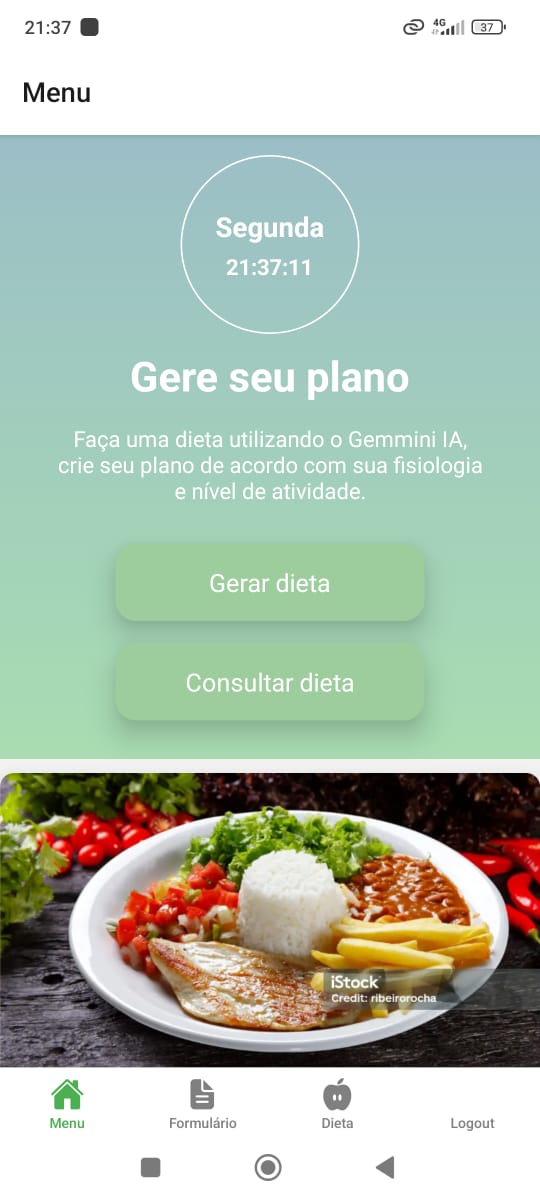 21:37
4G
37
Menu
Segunda
21:37:11
Gere seu plano
Faça uma dieta utilizando o Gemmini IA,
crie seu plano de acordo com sua fisiologia
e nível de atividade.
Gerar dieta
Consultar dieta
iStock
Credit: ribeirorocha
Menu
Formulário
Dieta
Logout